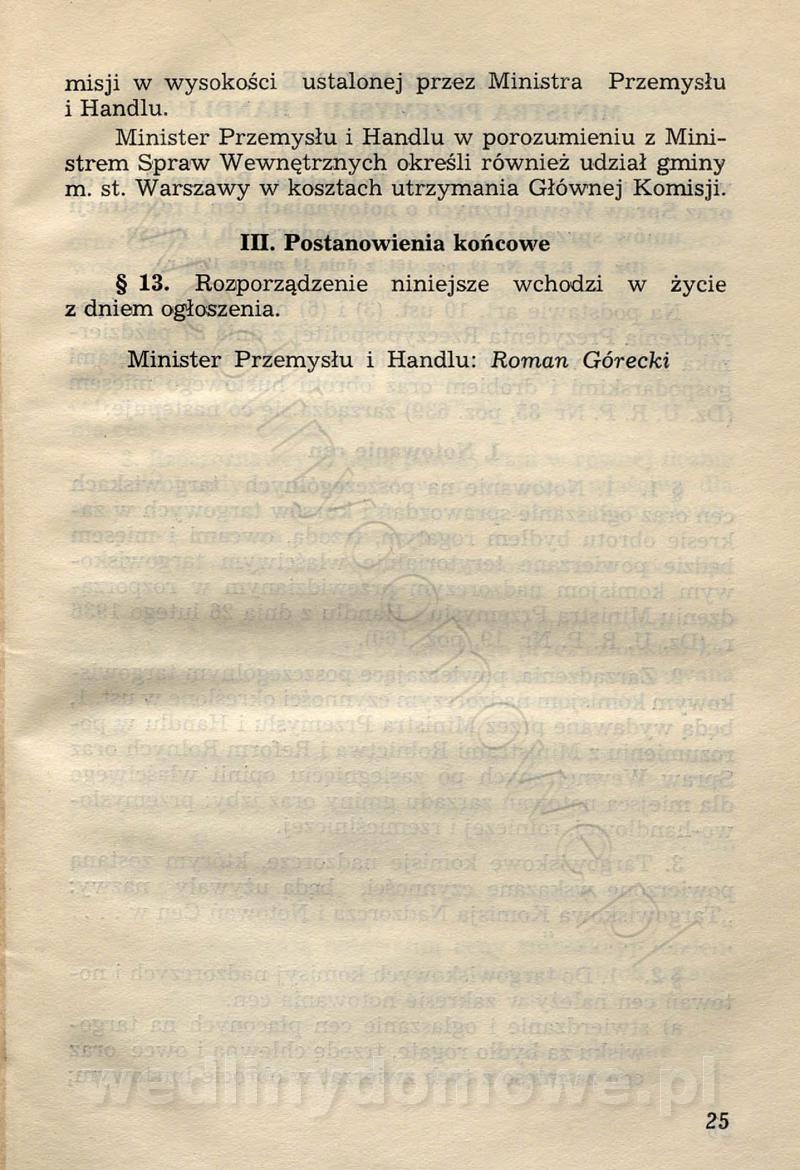 misji w wysokości ustalonej przez Ministra Przemysłu
i Handlu.
Minister Przemysłu i Handlu w porozumieniu z Mini-
strem Spraw Wewnętrznych określi również udział gminy
m. st. Warszawy w kosztach utrzymania Głównej Komisji.
III. Postanowienia końcowe
§ 13. Rozporządzenie niniejsze wchodzi w życie
z dniem ogłoszenia.
Minister Przemysłu i Handlu: Roman Górecki
wedlinydomowe.pl
25